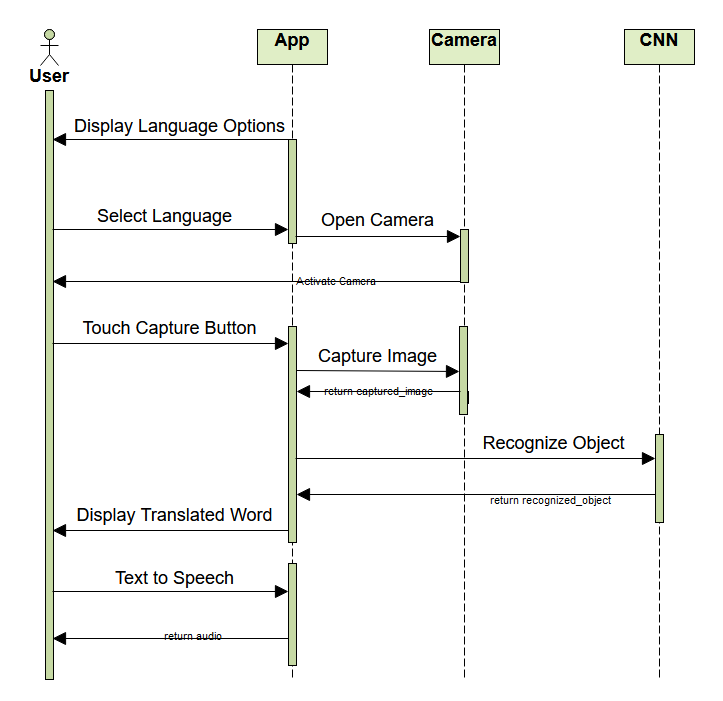 App
Camera
CNN
User
Display Language Options
Select Language
Open Camera
Activate Camera
Touch Capture Button
Capture Image
return captured_image
Recognize Object
return recognized_object
Display Translated Word
Text to Speech
return audio